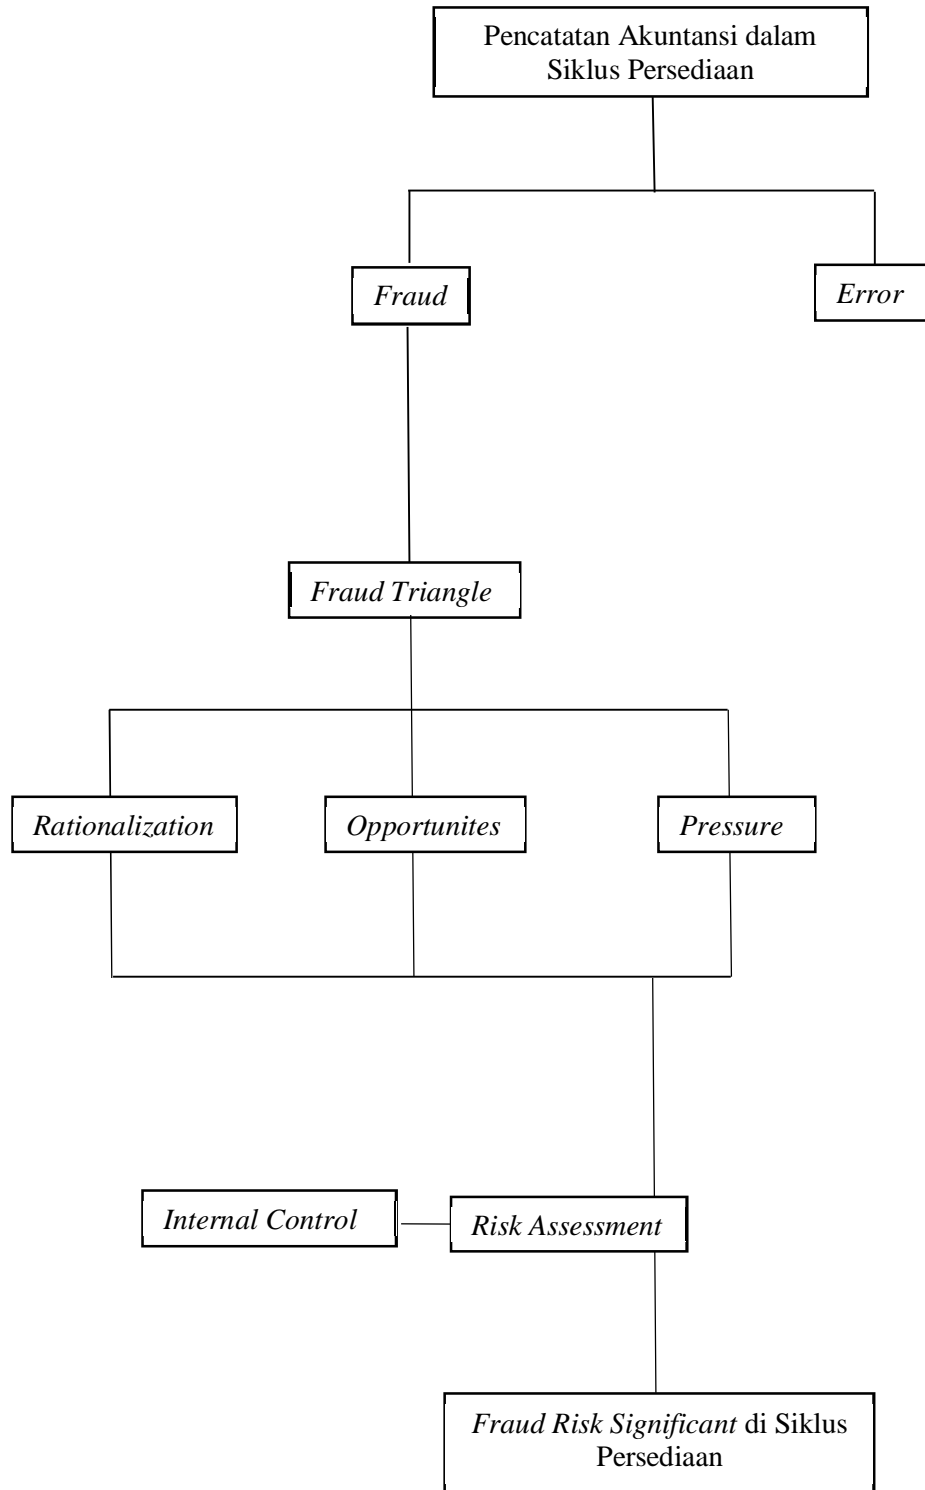 Pencatatan Akuntansi dalam
Siklus Persediaan
Fraud
Error
Fraud Triangle
Rationalization
Opportunites
Pressure
Internal Control
Risk Assessment
Fraud Risk Significant di Siklus
Persediaan